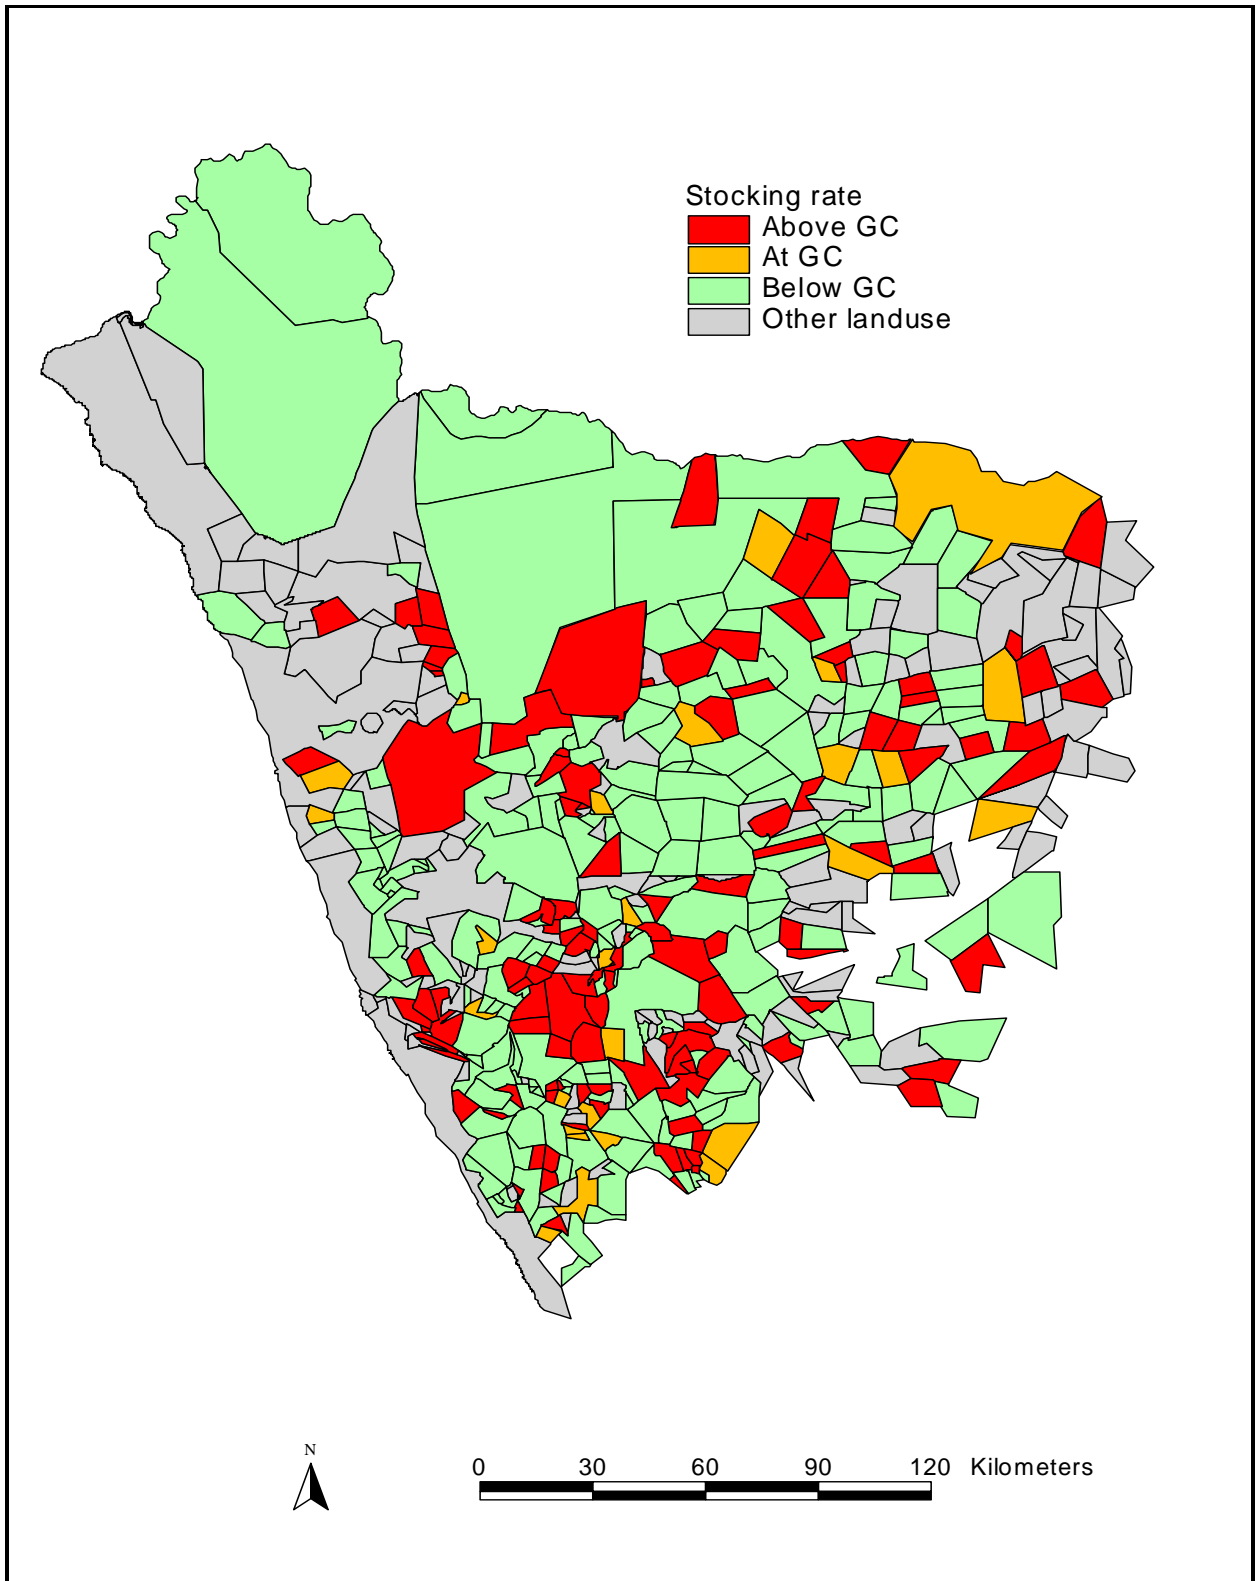 Stocking rate
Above GC
At GC
Below GC
Other landuse
N
0 30 60 90 120 Kilometers